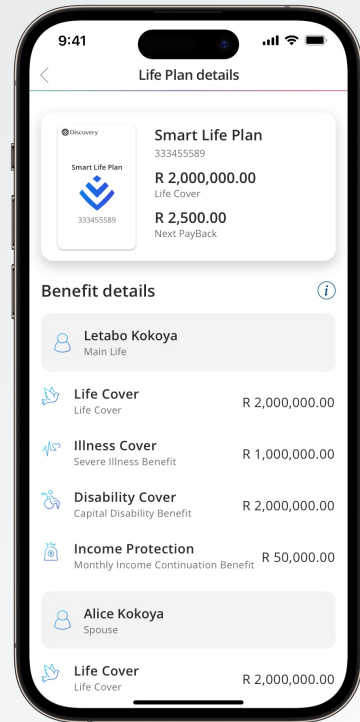 9:41
Life Plan details
Discovery
Smart Life Plan
333455589
Smart Life Plan
333455589
R 2,000,000.00
Life Cover
R 2,500.00
Next PayBack
Benefit details
i
Letabo Kokoya
Main Life
Life Cover
Life Cover
R 2,000,000.00
Illness Cover
Severe Illness Benefit
R 1,000,000.00
Disability Cover
Capital Disability Benefit
R 2,000,000.00
Income Protection
Monthly Income Continuation Benefit
R 50,000.00
Alice Kokoya
Spouse
Life Cover
Life Cover
R 2,000,000.00